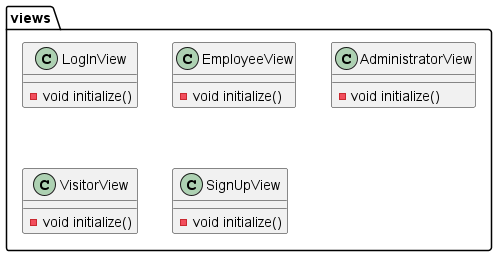 views
C LogInView
C EmployeeView
C AdministratorView
void initialize()
void initialize()
void initialize()
C VisitorView
C SignUpView
void initialize()
void initialize()